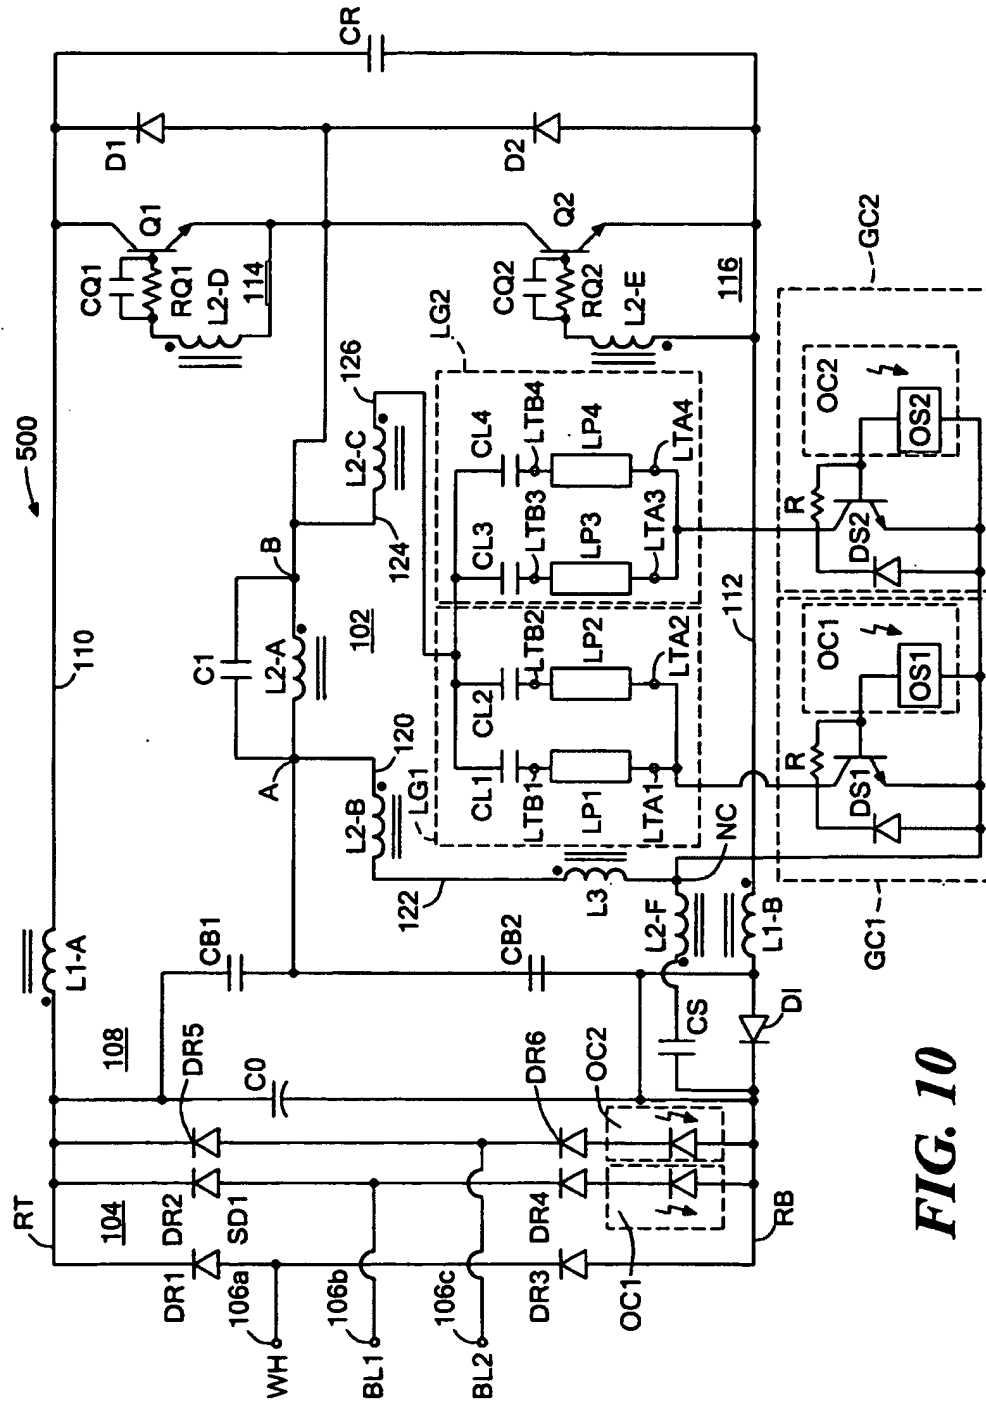 500
RT
104
108
L1-A
110
DR1
DR2
SD1
DR5
C0
CB1
CB2
A
B
C1
L2-A
102
D1
D2
CR
CQ1
RQ1
Q1
L2-D
114
CQ2
RQ2
Q2
L2-E
116
106a
WH
106b
BL1
106c
BL2
DR3
DR4
DR6
OC1
OC2
RB
CS
DI
L2-F
L1-B
NC
L3
122
L2-B
120
124
L2-C
126
LG1
LG2
CL1
CL2
CL3
CL4
LTB1
LTB2
LTB3
LTB4
LP1
LP2
LP3
LP4
LTA1
LTA2
LTA3
LTA4
112
GC1
GC2
R
DS1
OC1
OS1
R
DS2
OC2
OS2
FIG. 10